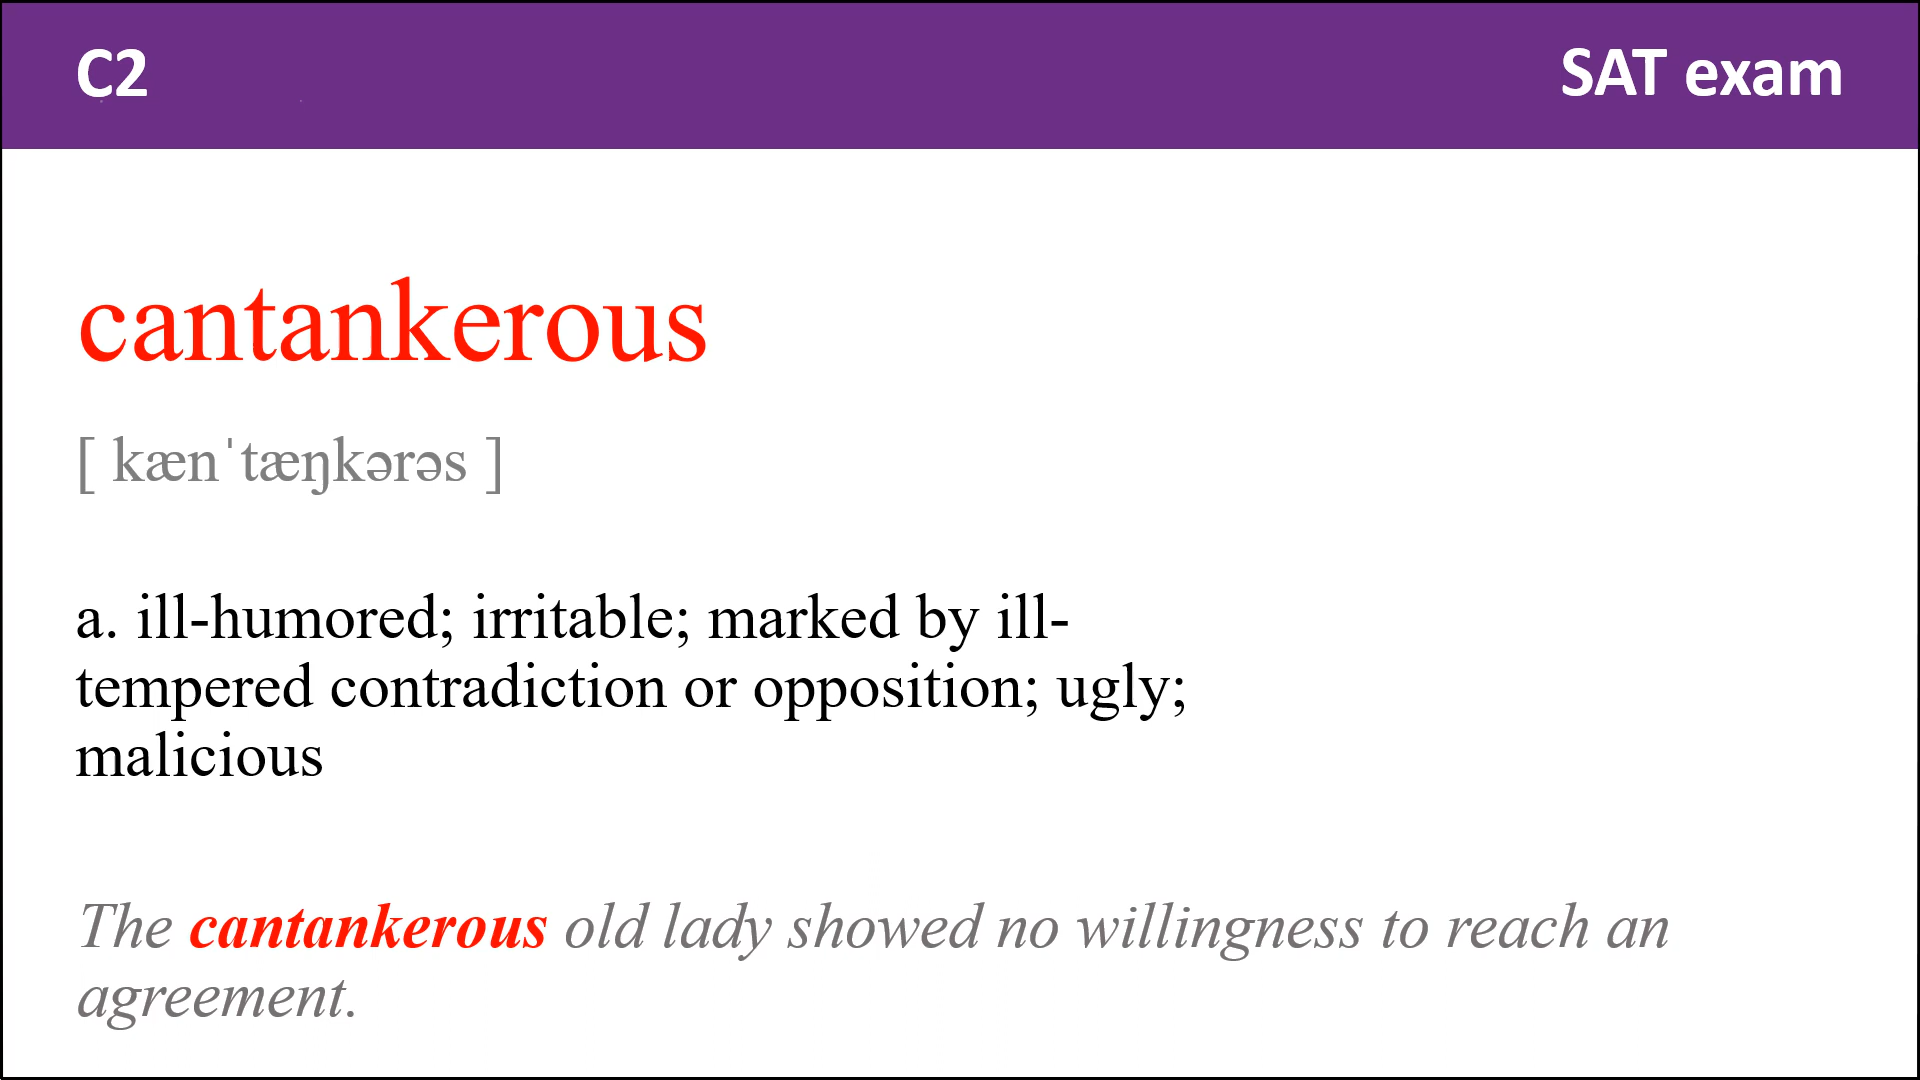 C2
SAT exam
cantankerous
[ kænˈtæŋkərəs ]
a. ill-humored; irritable; marked by ill-
tempered contradiction or opposition; ugly;
malicious
The cantankerous old lady showed no willingness to reach an
agreement.